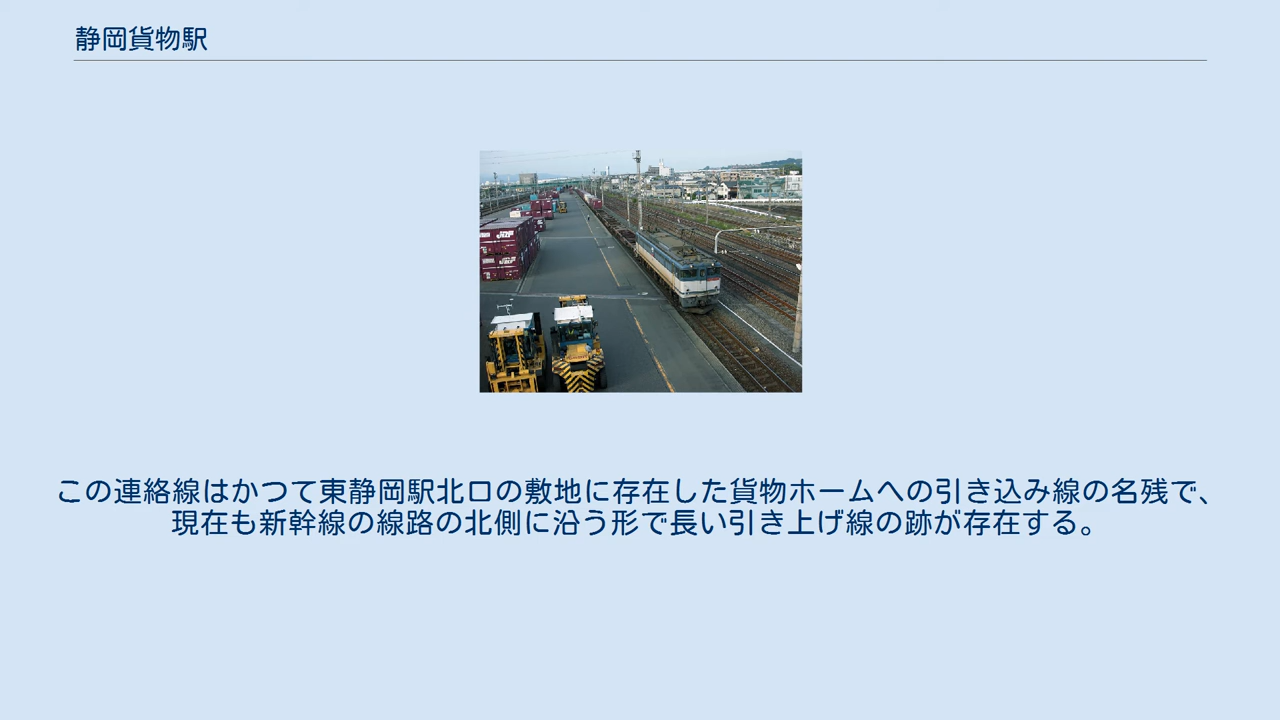 静岡貨物駅
この連絡線はかつて東静岡駅北口の敷地に存在した貨物ホームへの引き込み線の名残で、
現在も新幹線の線路の北側に沿う形で長い引き上げ線の跡が存在する。